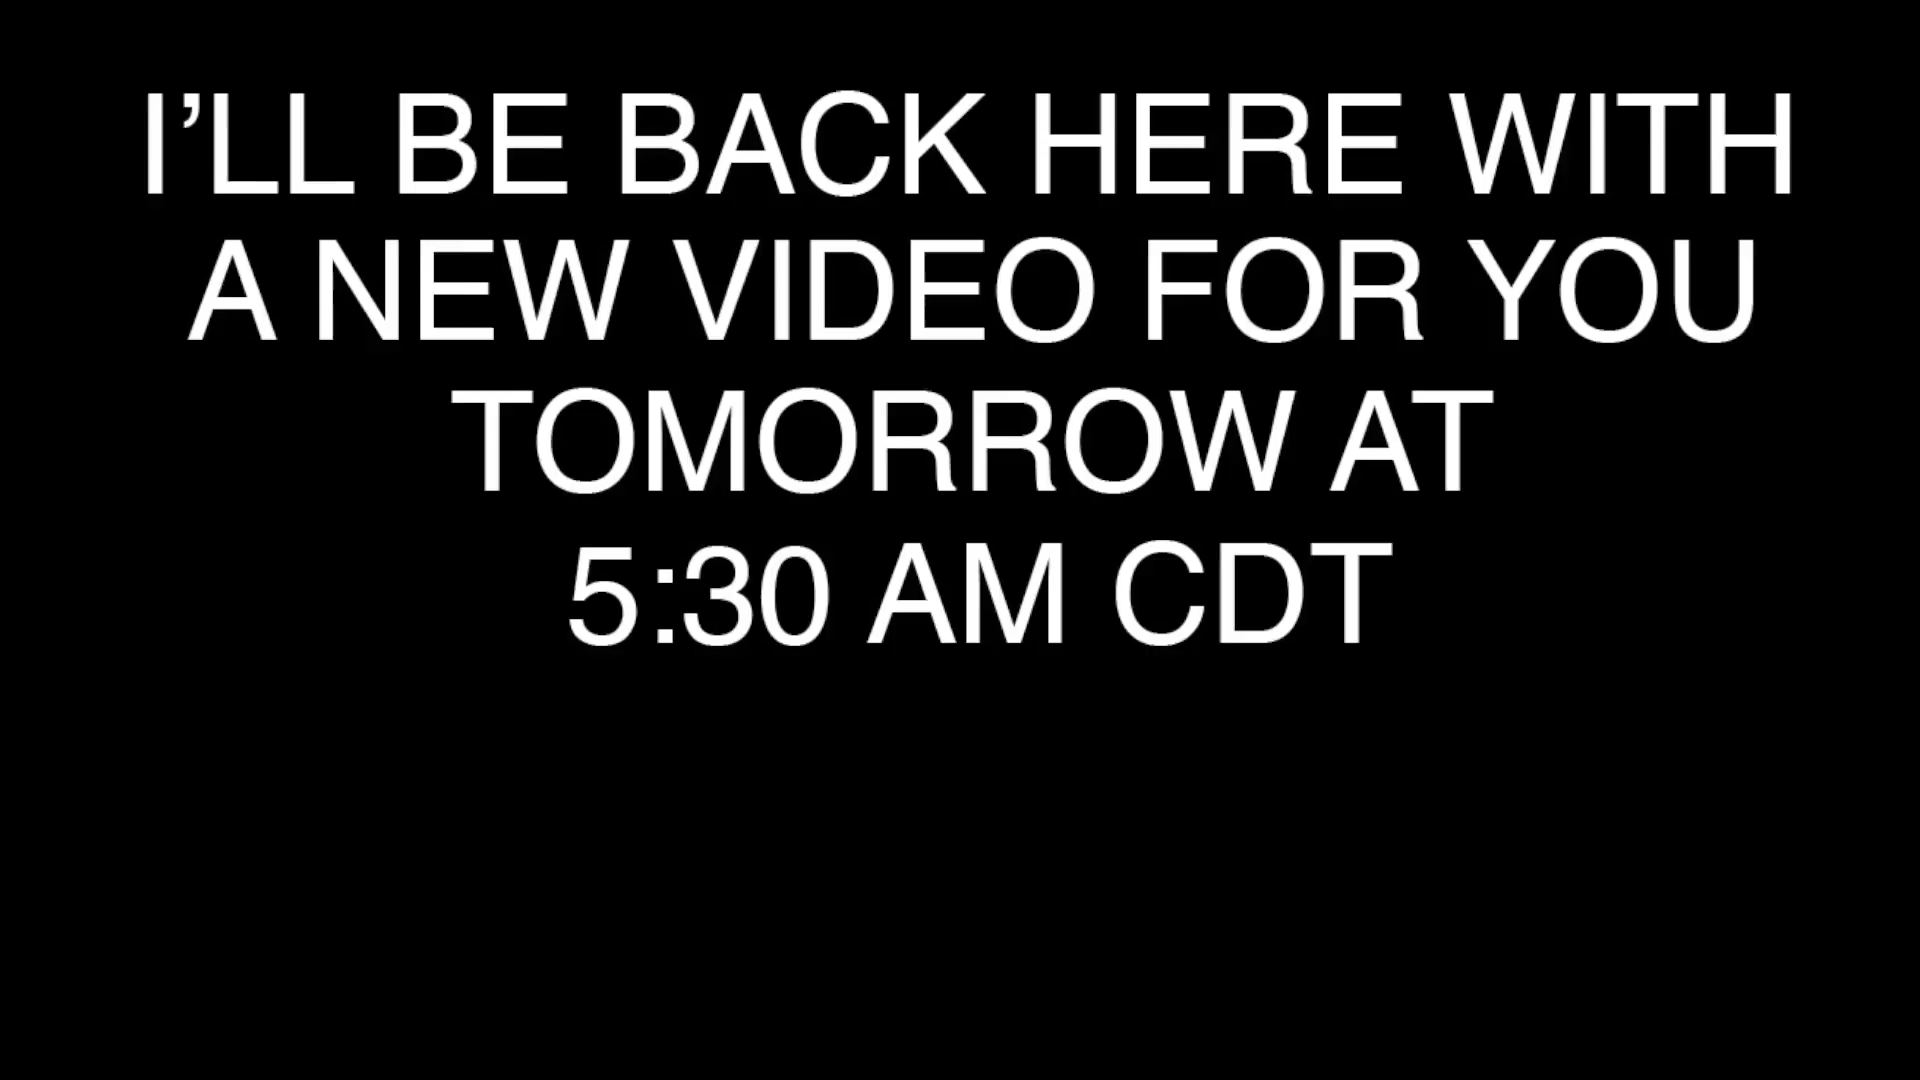 I’LL BE BACK HERE WITH
A NEW VIDEO FOR YOU
TOMORROW AT
5:30 AM CDT